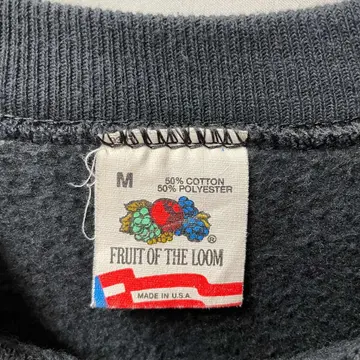 M
50% COTTON
50% POLYESTER
®
FRUIT OF THE LOOM
MADE IN U.S.A.